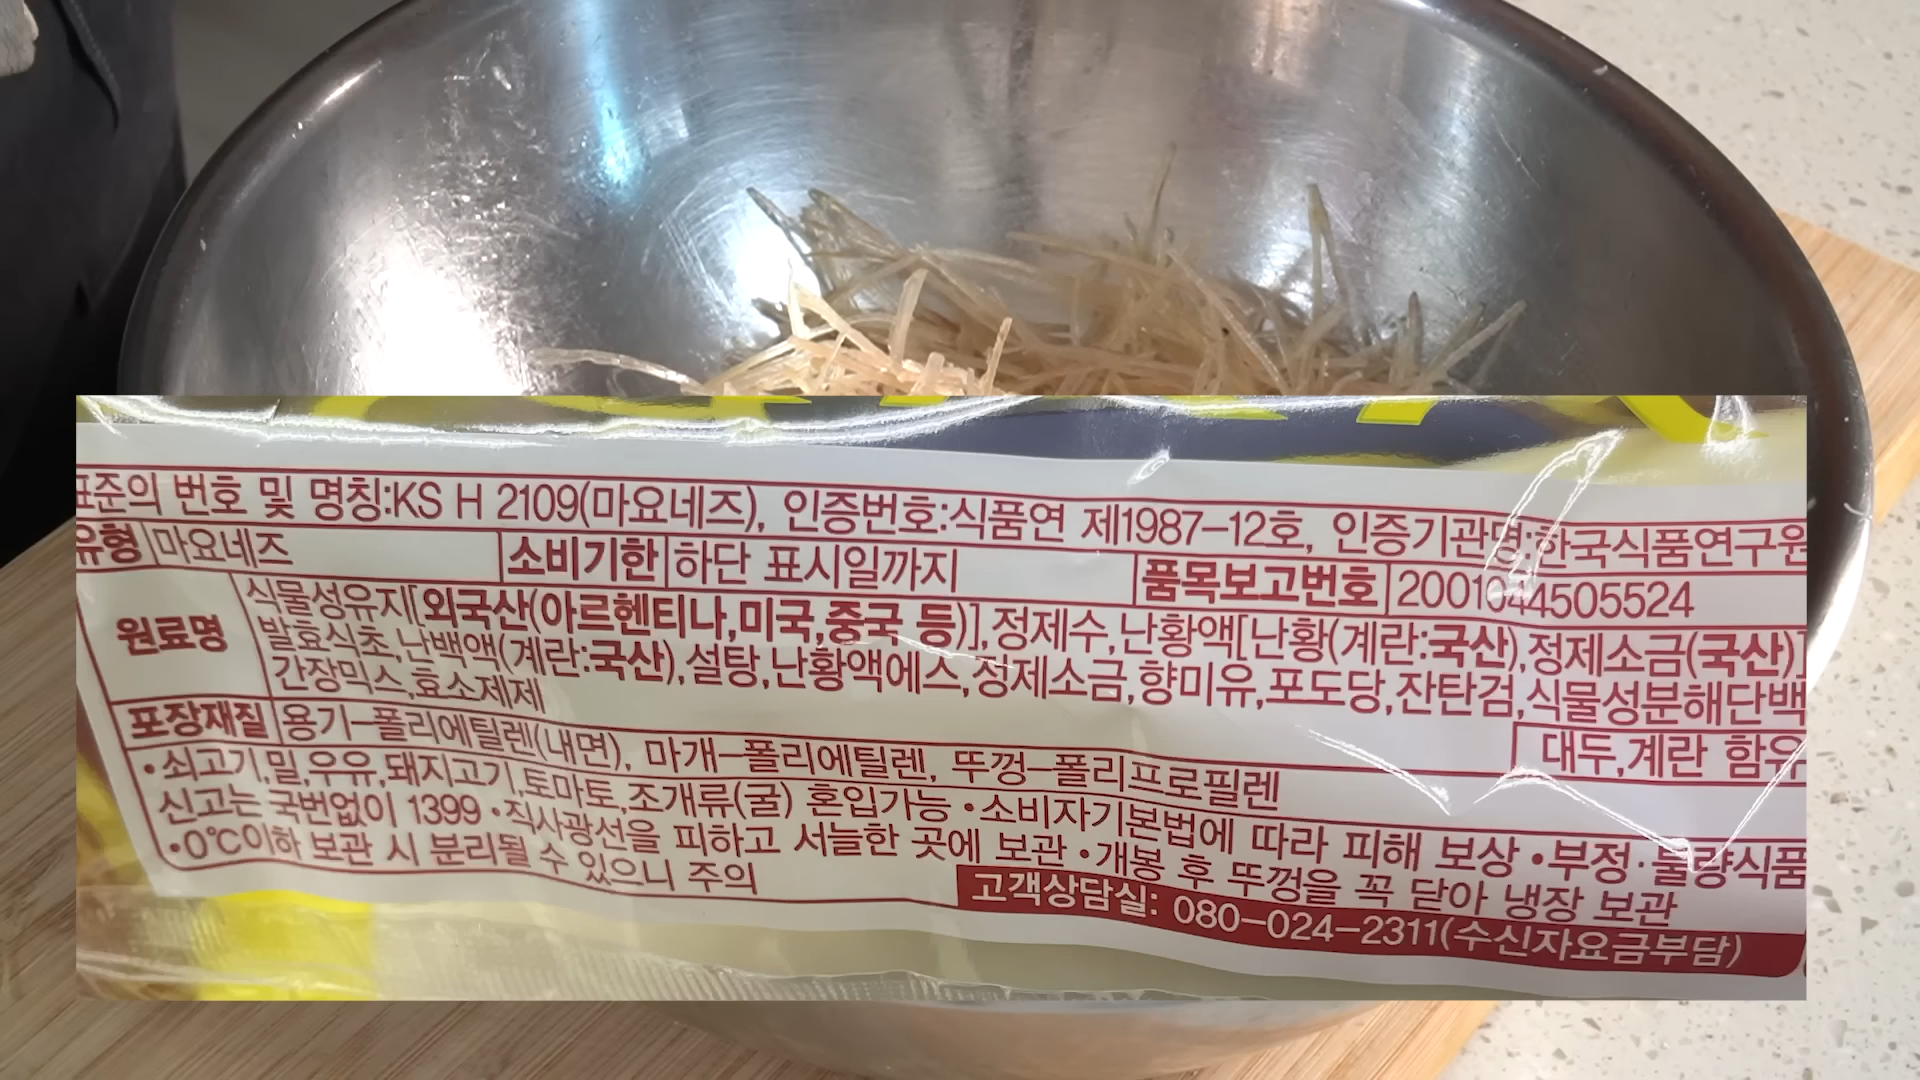 표준의 번호 및 명칭:KS H 2109(마요네즈), 인증번호:식품연 제1987-12호, 인증기관명:한국식품연구원
유형 마요네즈 소비기한 하단 표시일까지 품목보고번호 2001044505524
원료명
식물성유지[외국산(아르헨티나,미국,중국 등)],정제수,난황액[난황(계란:국산),정제소금(국산)]
발효식초,난백액(계란:국산),설탕,난황액에스,정제소금,향미유,포도당,잔탄검,식물성분해단백
간장믹스,효소제제
대두,계란 함유
포장재질 용기-폴리에틸렌(내면), 마개-폴리에틸렌, 뚜껑-폴리프로필렌
•쇠고기,밀,우유,돼지고기,토마토,조개류(굴) 혼입가능 •소비자기본법에 따라 피해 보상 •부정·불량식품
신고는 국번없이 1399 •직사광선을 피하고 서늘한 곳에 보관 •개봉 후 뚜껑을 꼭 닫아 냉장 보관
•0℃이하 보관 시 분리될 수 있으니 주의
고객상담실: 080-024-2311(수신자요금부담)